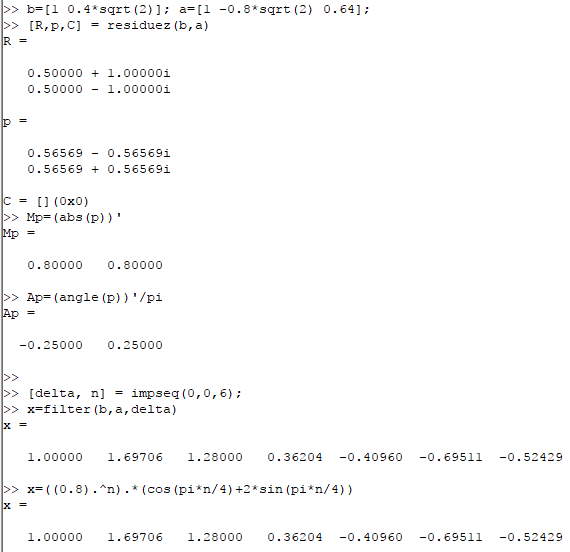 >> b=[1 0.4*sqrt(2)]; a=[1 -0.8*sqrt(2) 0.64];
>> [R,p,C] = residuez(b,a)
R =
0.50000 + 1.00000i
0.50000 - 1.00000i
p =
0.56569 - 0.56569i
0.56569 + 0.56569i
C = [](0x0)
>> Mp=(abs(p))'
Mp =
0.80000 0.80000
>> Ap=(angle(p))'/pi
Ap =
-0.25000 0.25000
>>
>> [delta, n] = impseq(0,0,6);
>> x=filter(b,a,delta)
x =
1.00000 1.69706 1.28000 0.36204 -0.40960 -0.69511 -0.52429
>> x=((0.8).^n).*(cos(pi*n/4)+2*sin(pi*n/4))
x =
1.00000 1.69706 1.28000 0.36204 -0.40960 -0.69511 -0.52429